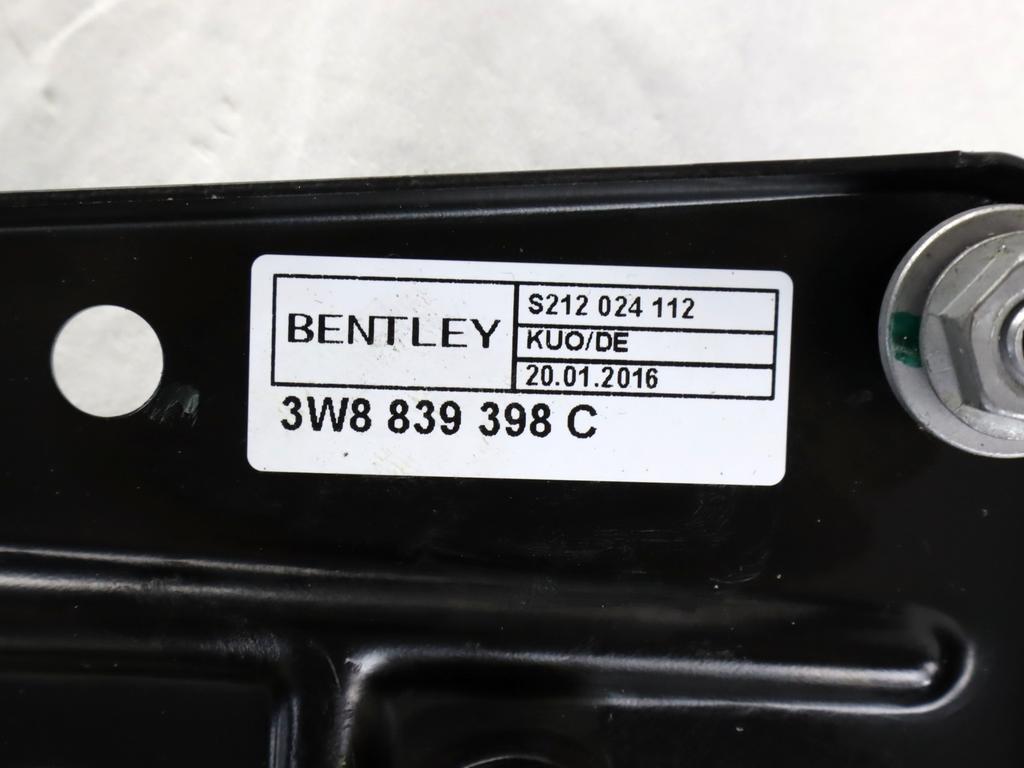 BENTLEY
S212 024 112
KUO/DE
20.01.2016
3W8 839 398 C